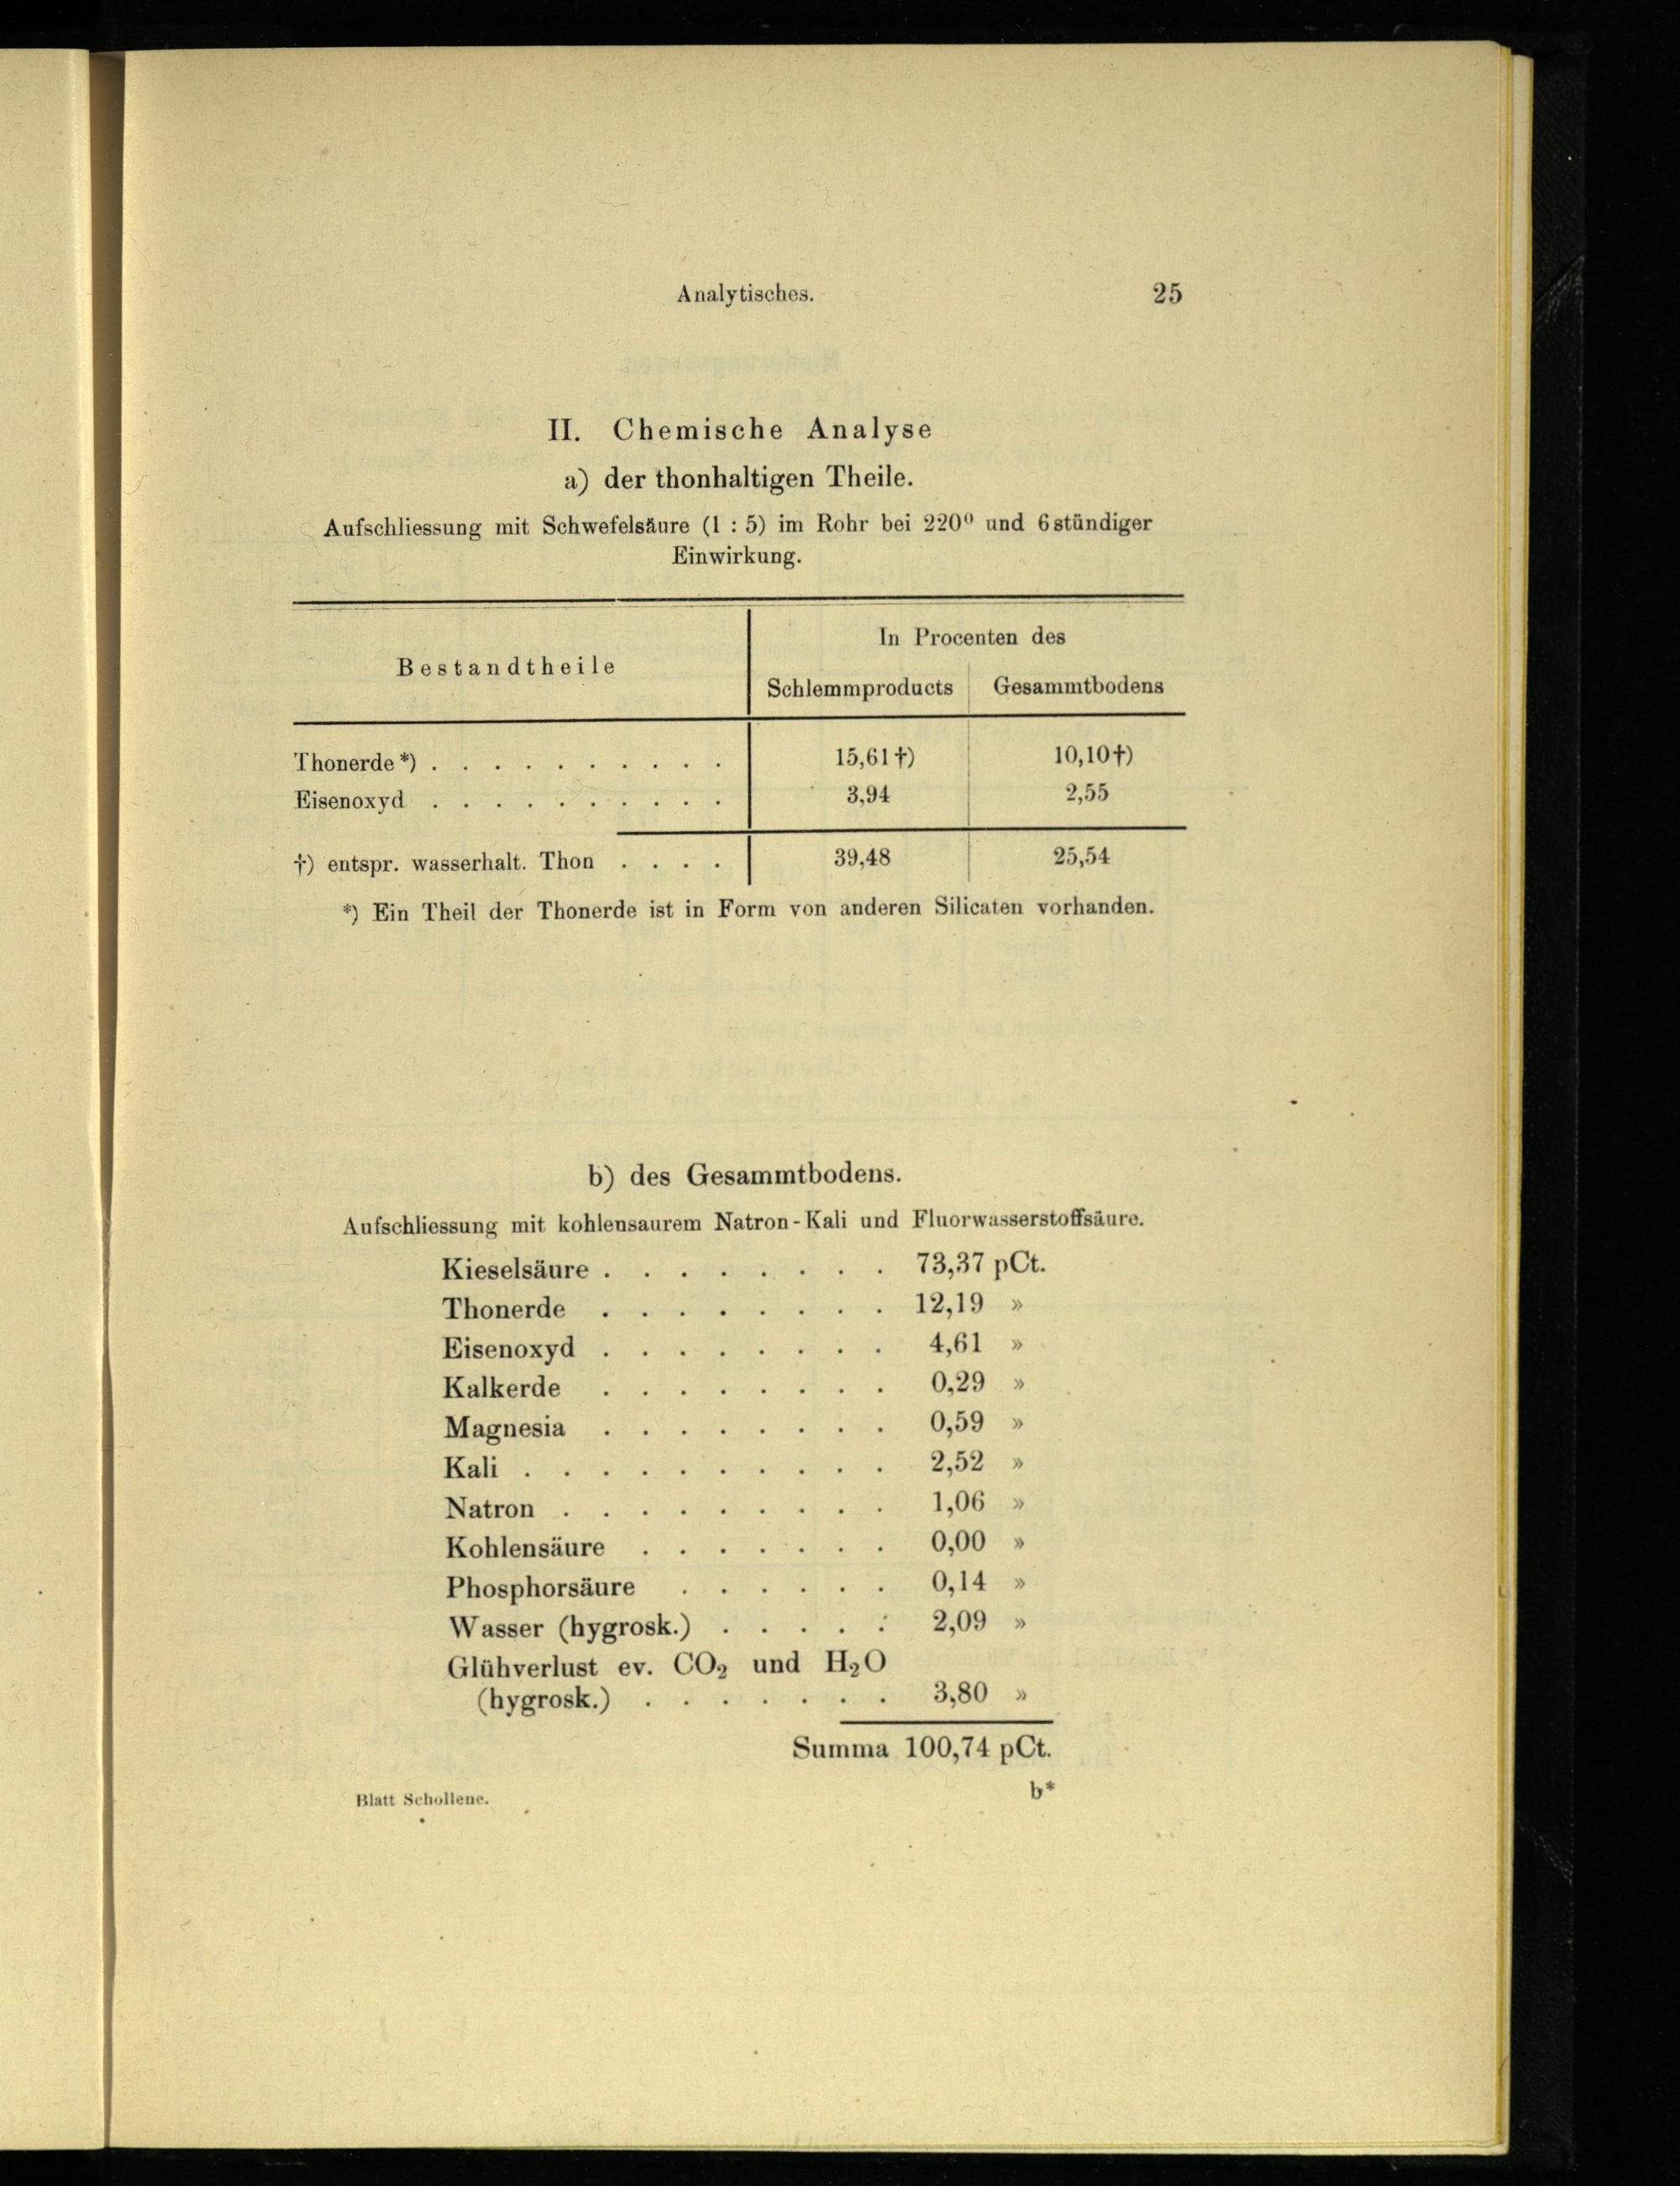 Analytisches. 25
II. Chemische Analyse
a) der thonhaltigen Theile.
Aufschliessung mit Schwefelsäure (1 : 5) im Rohr bei 220⁰ und 6stündiger
Einwirkung.
In Procenten des
Bestandtheile
Schlemmproducts Gesammtbodens
Thonerde *) . . . . . . . . . . 15,61 †) 10,10 †)
Eisenoxyd . . . . . . . . . . 3,94 2,55
†) entspr. wasserhalt. Thon . . . . 39,48 25,54
*) Ein Theil der Thonerde ist in Form von anderen Silicaten vorhanden.
b) des Gesammtbodens.
Aufschliessung mit kohlensaurem Natron-Kali und Fluorwasserstoffsäure.
Kieselsäure . . . . . . . . 73,37 pCt.
Thonerde . . . . . . . . 12,19 »
Eisenoxyd . . . . . . . . 4,61 »
Kalkerde . . . . . . . . 0,29 »
Magnesia . . . . . . . . 0,59 »
Kali . . . . . . . . . . 2,52 »
Natron . . . . . . . . . 1,06 »
Kohlensäure . . . . . . . 0,00 »
Phosphorsäure . . . . . . 0,14 »
Wasser (hygrosk.) . . . . . 2,09 »
Glühverlust ev. CO₂ und H₂O
(hygrosk.) . . . . . . . 3,80 »
Summa 100,74 pCt.
Blatt Schollene. b*